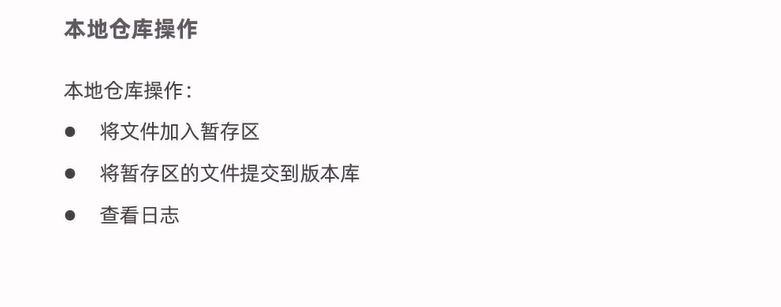 本地仓库操作
本地仓库操作：
● 将文件加入暂存区
● 将暂存区的文件提交到版本库
● 查看日志